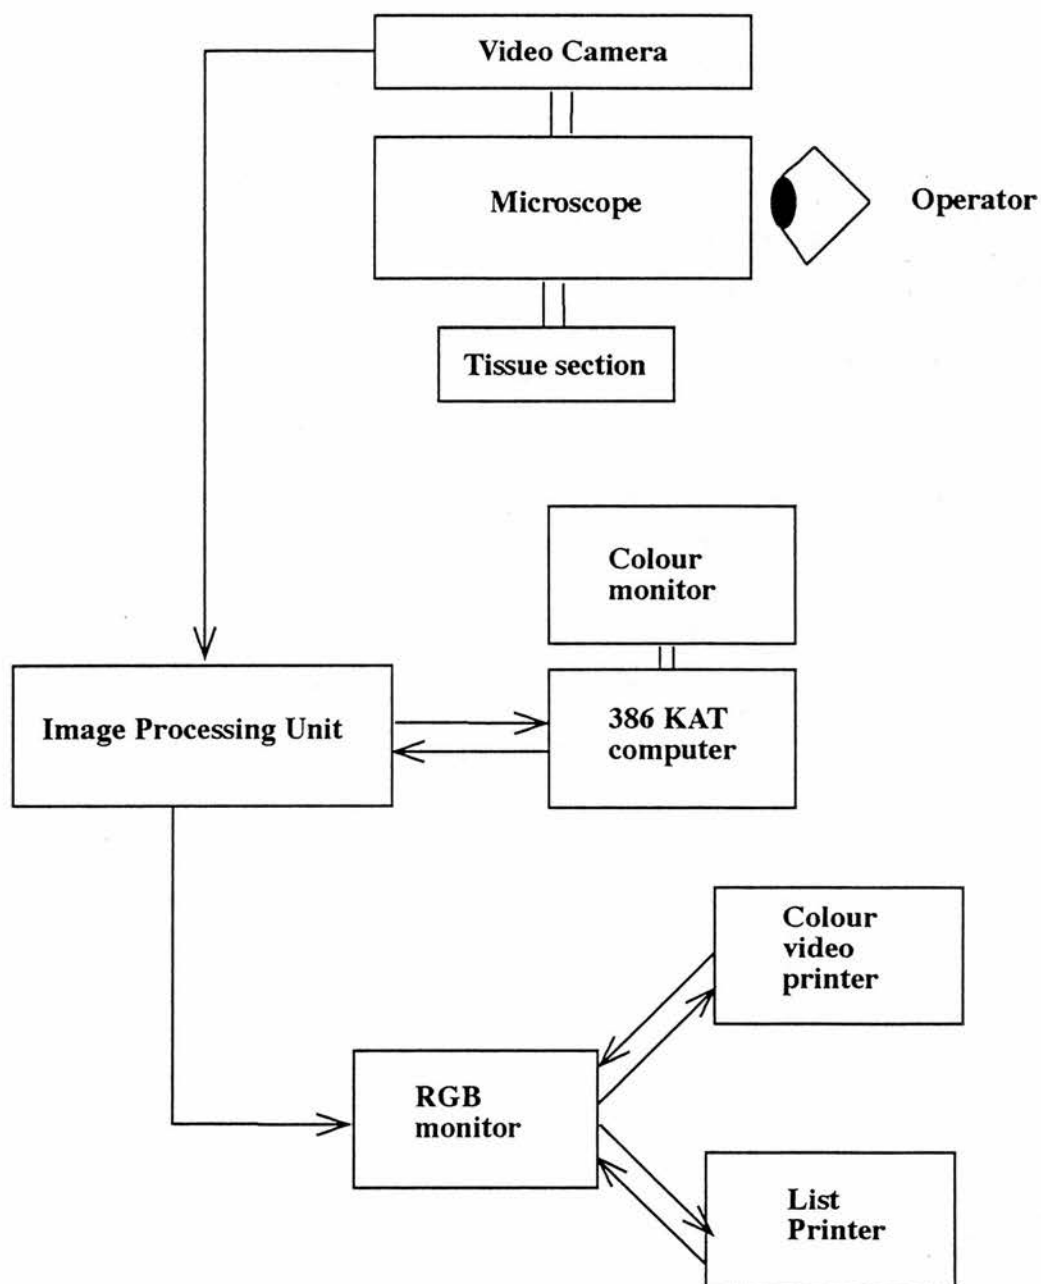 Video Camera
Microscope
Operator
Tissue section
Colour
monitor
Image Processing Unit
386 KAT
computer
Colour
video
printer
RGB
monitor
List
Printer